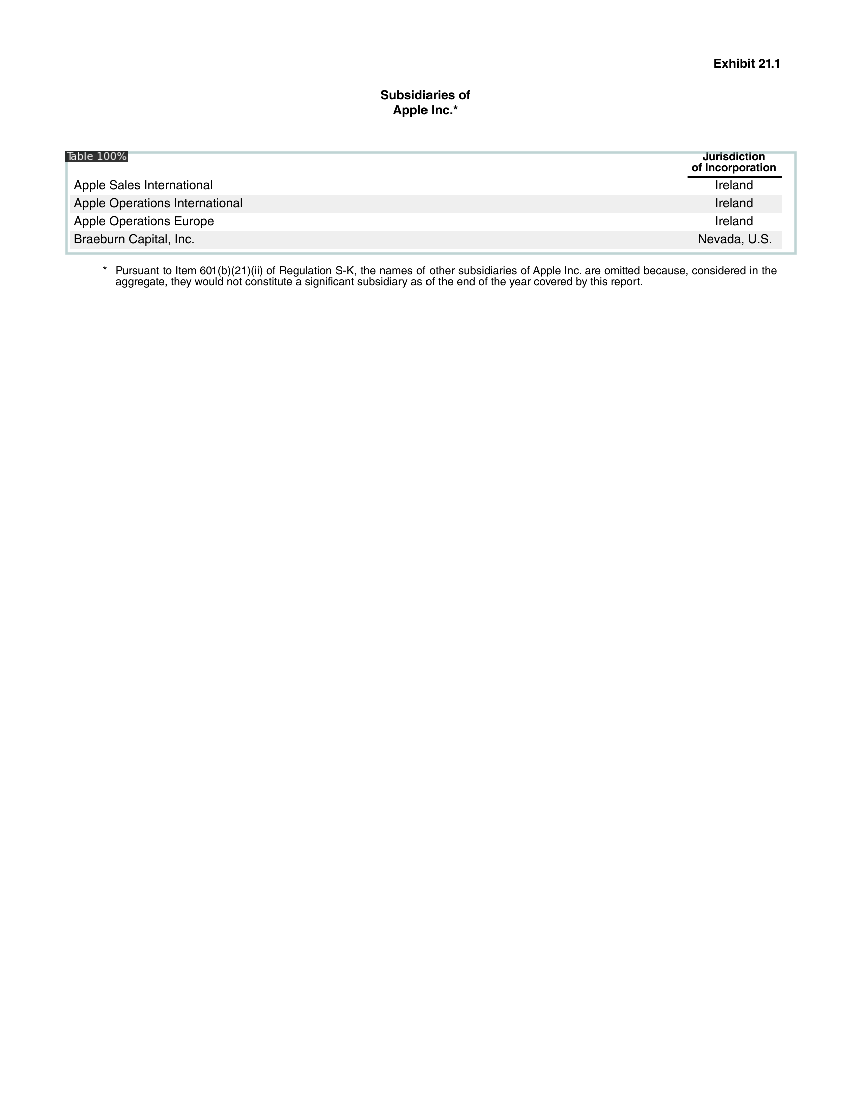 Exhibit 21.1
Subsidiaries of
Apple Inc.*
Table 100%
Jurisdiction
of Incorporation
Apple Sales International Ireland
Apple Operations International Ireland
Apple Operations Europe Ireland
Braeburn Capital, Inc. Nevada, U.S.
* Pursuant to Item 601(b)(21)(ii) of Regulation S-K, the names of other subsidiaries of Apple Inc. are omitted because, considered in the
aggregate, they would not constitute a significant subsidiary as of the end of the year covered by this report.